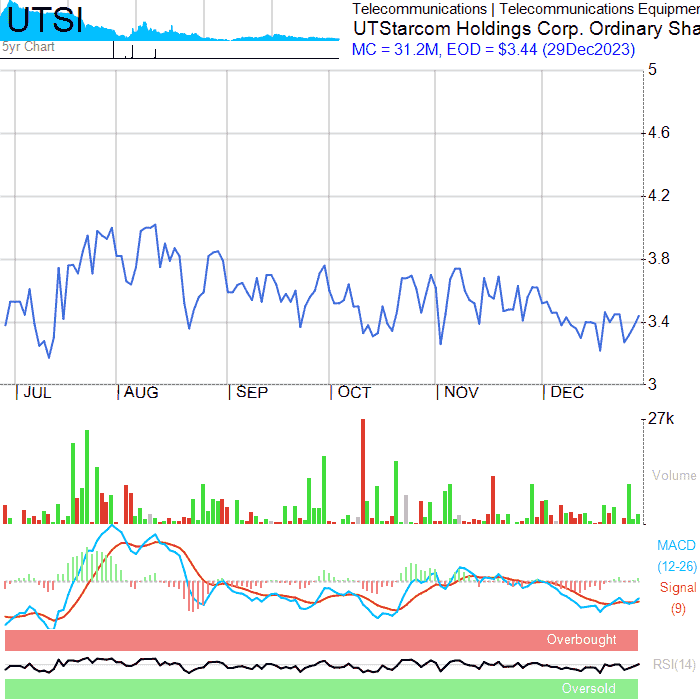 UTSI
5yr Chart
Telecommunications | Telecommunications Equipmen
UTStarcom Holdings Corp. Ordinary Sha
MC = 31.2M, EOD = $3.44 (29Dec2023)
5
4.6
4.2
3.8
3.4
3
JUL AUG SEP OCT NOV DEC
27k
Volume
MACD
(12-26)
Signal
(9)
Overbought
RSI(14)
Oversold